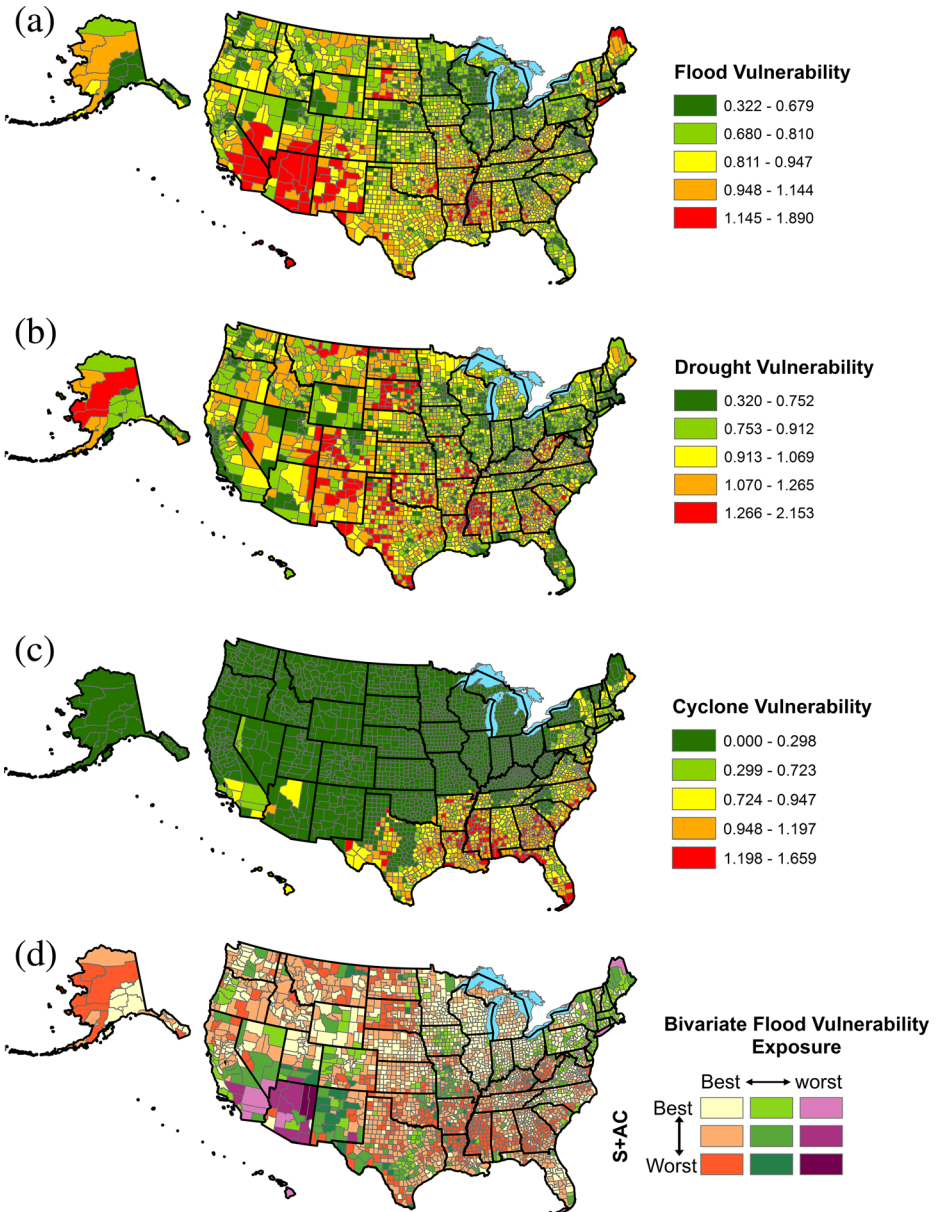 (a)
Flood Vulnerability
0.322 - 0.679
0.680 - 0.810
0.811 - 0.947
0.948 - 1.144
1.145 - 1.890
(b)
Drought Vulnerability
0.320 - 0.752
0.753 - 0.912
0.913 - 1.069
1.070 - 1.265
1.266 - 2.153
(c)
Cyclone Vulnerability
0.000 - 0.298
0.299 - 0.723
0.724 - 0.947
0.948 - 1.197
1.198 - 1.659
(d)
Bivariate Flood Vulnerability
Exposure
Best worst
Best
S+AC
Worst